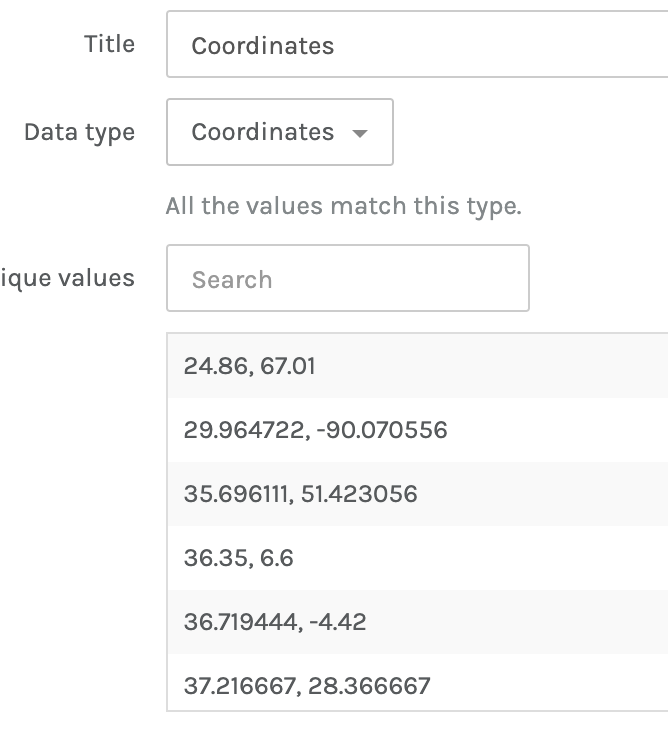 Title Coordinates
Data type Coordinates
All the values match this type.
ique values Search
24.86, 67.01
29.964722, -90.070556
35.696111, 51.423056
36.35, 6.6
36.719444, -4.42
37.216667, 28.366667